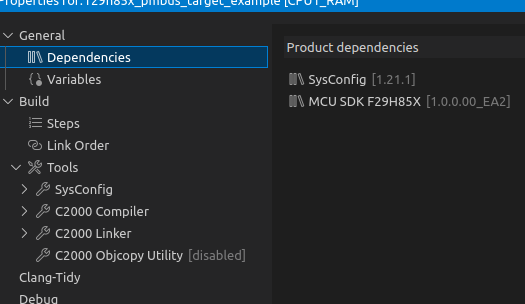 Properties for: f29h85x_pmbus_target_example [CPU1_RAM]
General
Dependencies
Variables
Build
Steps
Link Order
Tools
SysConfig
C2000 Compiler
C2000 Linker
C2000 Objcopy Utility [disabled]
Clang-Tidy
Debug
Product dependencies
SysConfig [1.21.1]
MCU SDK F29H85X [1.0.0.00_EA2]